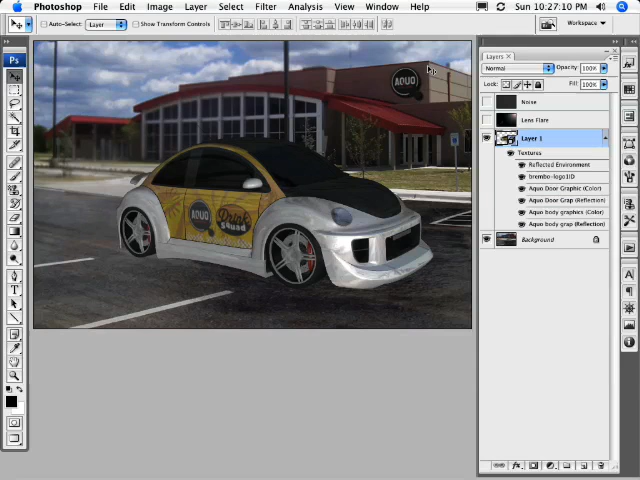 Photoshop File Edit Image Layer Select Filter Analysis View Window Help Sun 10:27:10 PM
Auto-Select: Layer Show Transform Controls Workspace
Ps
Layers
Normal Opacity: 100%
Lock: Fill: 100%
Noise
Lens Flare
Layer 1
Textures
Reflected Environment
brembo-logo1ID
Aquo Door Graphic (Color)
Aquo Door Grap (Reflection)
Aquo body graphics (Color)
Aquo body grap (Reflection)
Background
AQUO
AQUO Drink Squad